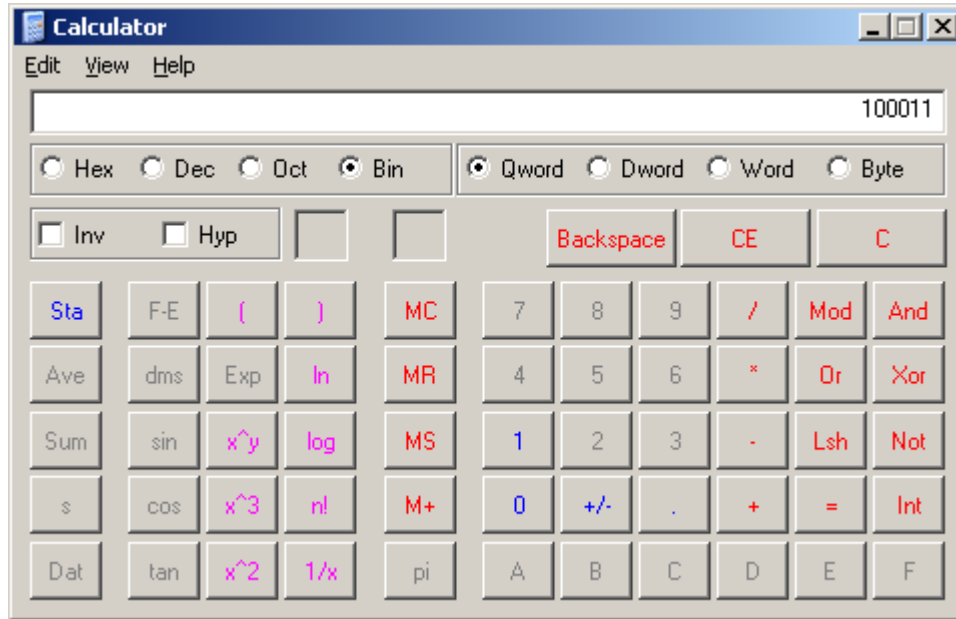 Calculator
Edit View Help
100011
Hex Dec Oct Bin Qword Dword Word Byte
Inv Hyp Backspace CE C
Sta F-E ( ) MC 7 8 9 / Mod And
Ave dms Exp ln MR 4 5 6 * Or Xor
Sum sin x^y log MS 1 2 3 - Lsh Not
s cos x^3 n! M+ 0 +/- . + = Int
Dat tan x^2 1/x pi A B C D E F